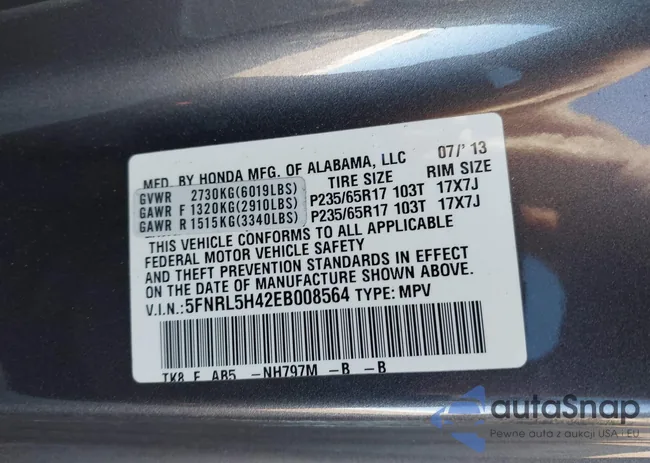 MFD. BY HONDA MFG. OF ALABAMA, LLC 07/'13
TIRE SIZE RIM SIZE
GVWR 2730KG(6019LBS)
GAWR F 1320KG(2910LBS) P235/65R17 103T 17X7J
GAWR R 1515KG(3340LBS) P235/65R17 103T 17X7J
THIS VEHICLE CONFORMS TO ALL APPLICABLE
FEDERAL MOTOR VEHICLE SAFETY
AND THEFT PREVENTION STANDARDS IN EFFECT
ON THE DATE OF MANUFACTURE SHOWN ABOVE.
V.I.N.:5FNRL5H42EB008564 TYPE: MPV
TK8 F AB5 -NH797M -B -B
autoSnap
Pewne auta z aukcji USA i EU